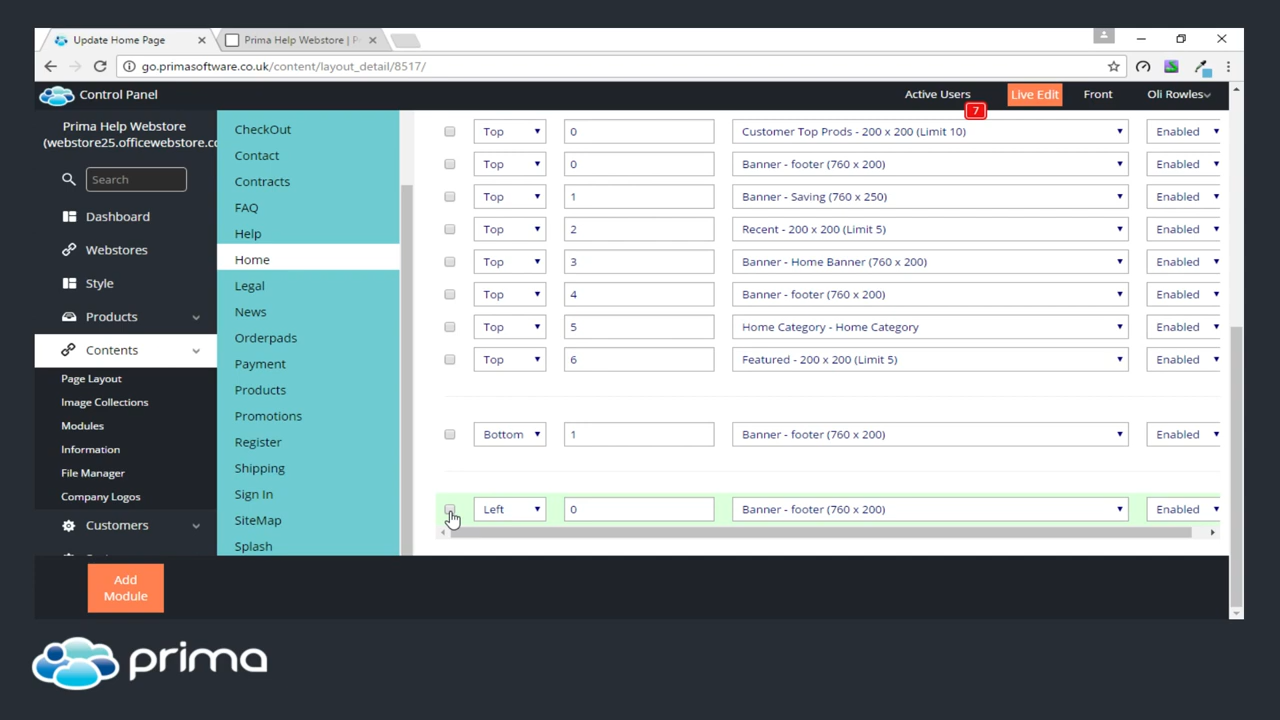 Update Home Page
Prima Help Webstore | P
go.primasoftware.co.uk/content/layout_detail/8517/
Control Panel
Active Users
7
Live Edit
Front
Oli Rowles
Prima Help Webstore
(webstore25.officewebstore.cc
Search
Dashboard
Webstores
Style
Products
Contents
Page Layout
Image Collections
Modules
Information
File Manager
Company Logos
Customers
CheckOut
Contact
Contracts
FAQ
Help
Home
Legal
News
Orderpads
Payment
Products
Promotions
Register
Shipping
Sign In
SiteMap
Splash
Top 0 Customer Top Prods - 200 x 200 (Limit 10) Enabled
Top 0 Banner - footer (760 x 200) Enabled
Top 1 Banner - Saving (760 x 250) Enabled
Top 2 Recent - 200 x 200 (Limit 5) Enabled
Top 3 Banner - Home Banner (760 x 200) Enabled
Top 4 Banner - footer (760 x 200) Enabled
Top 5 Home Category - Home Category Enabled
Top 6 Featured - 200 x 200 (Limit 5) Enabled
Bottom 1 Banner - footer (760 x 200) Enabled
Left 0 Banner - footer (760 x 200) Enabled
Add
Module
prima